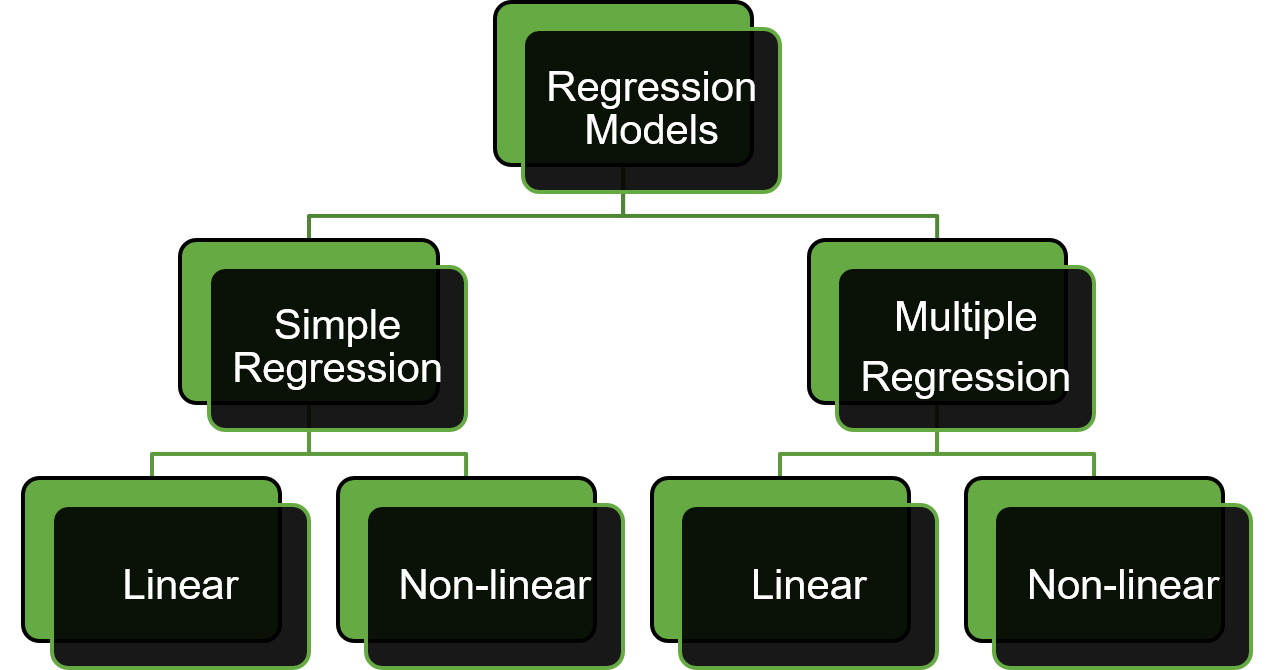 Regression
Models
Simple
Regression
Multiple
Regression
Linear
Non-linear
Linear
Non-linear